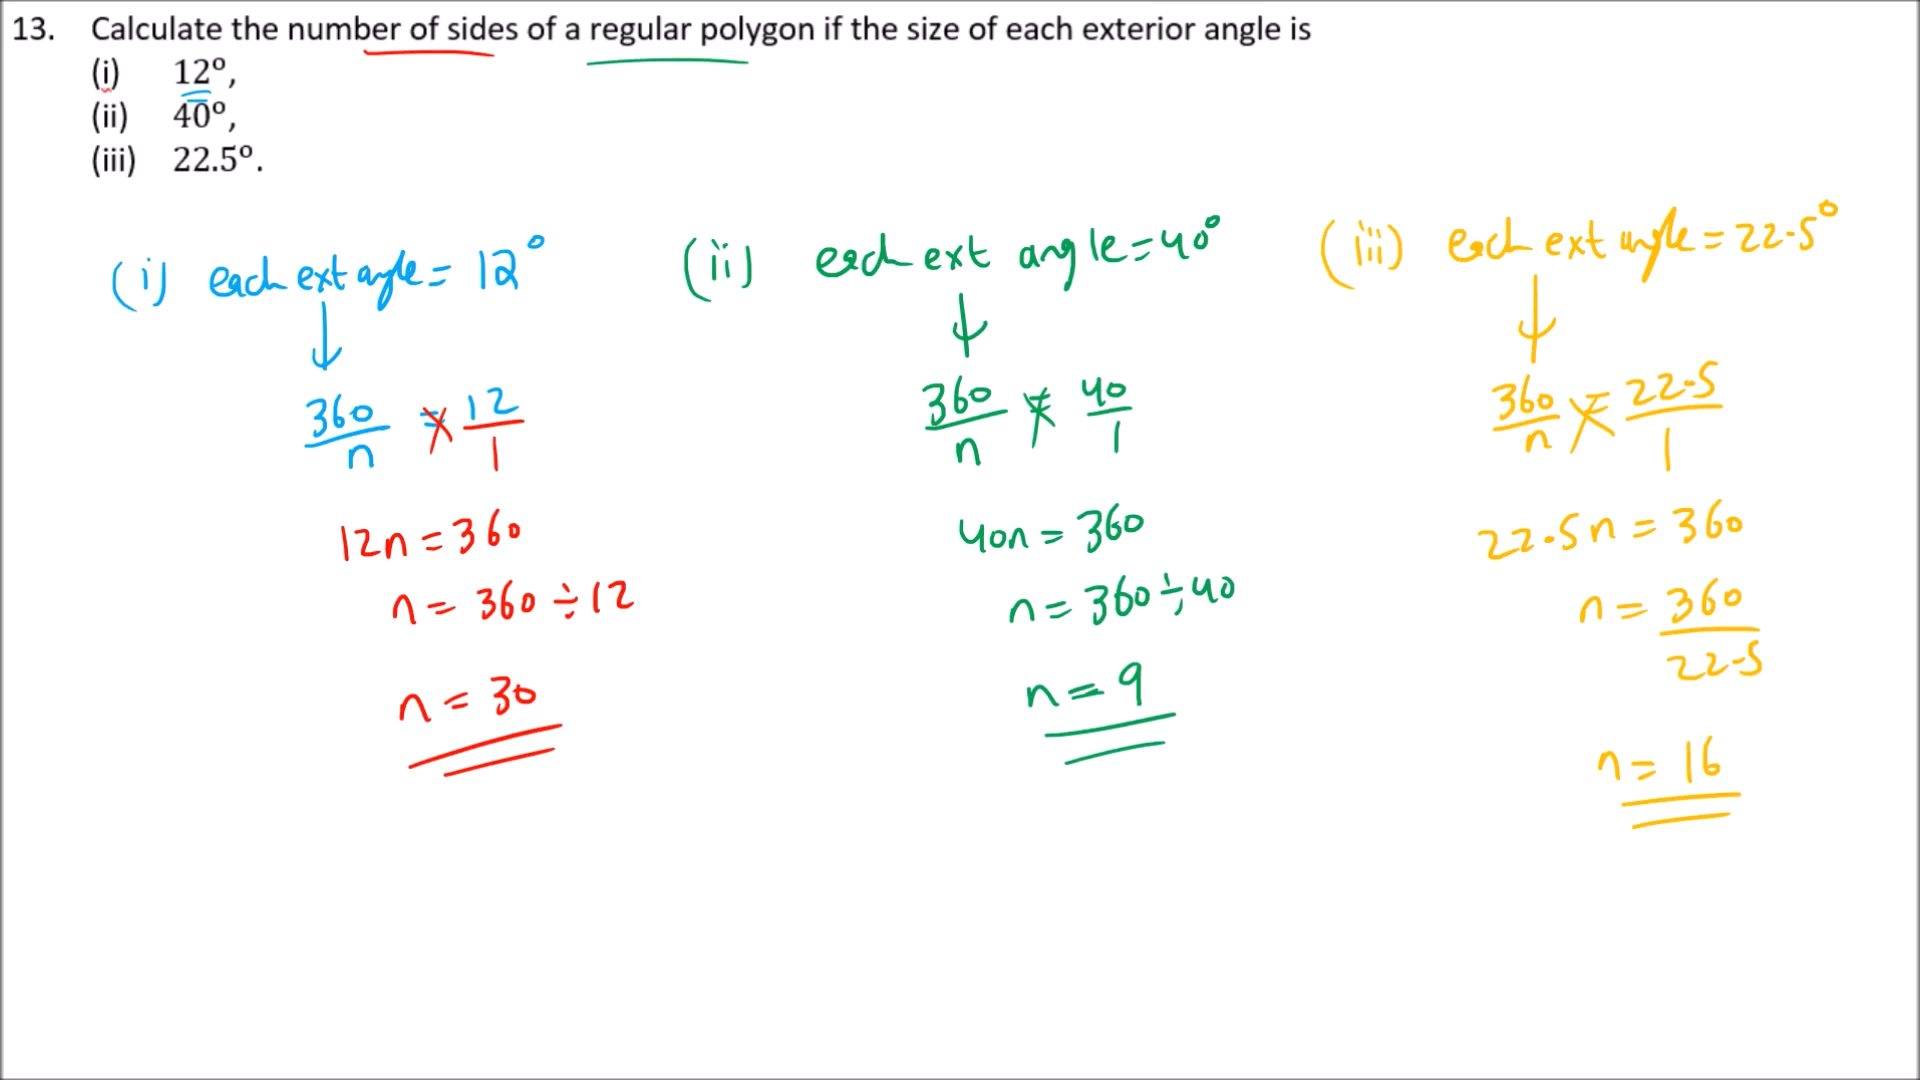 13. Calculate the number of sides of a regular polygon if the size of each exterior angle is
(i) 12°,
(ii) 40°,
(iii) 22.5°.
(i) each ext angle = 12°
360/n = 12/1
12n = 360
n = 360 ÷ 12
n = 30
(ii) each ext angle = 40°
360/n = 40/1
40n = 360
n = 360 ÷ 40
n = 9
(iii) each ext angle = 22.5°
360/n = 22.5/1
22.5n = 360
n = 360/22.5
n = 16